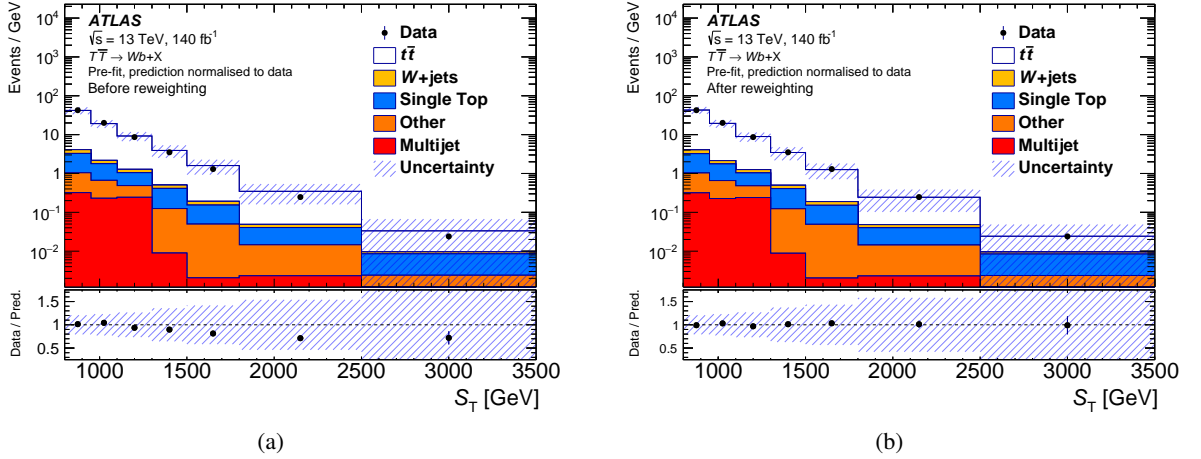 Events / GeV
10⁴
10³
10²
10
1
10⁻¹
10⁻²
ATLAS
√s = 13 TeV, 140 fb⁻¹
TT̅ → Wb+X
Pre-fit, prediction normalised to data
Before reweighting
Data
tt̅
W+jets
Single Top
Other
Multijet
Uncertainty
Data / Pred.
1.5
1
0.5
1000 1500 2000 2500 3000 3500
S_T [GeV]
(a)
Events / GeV
10⁴
10³
10²
10
1
10⁻¹
10⁻²
ATLAS
√s = 13 TeV, 140 fb⁻¹
TT̅ → Wb+X
Pre-fit, prediction normalised to data
After reweighting
Data
tt̅
W+jets
Single Top
Other
Multijet
Uncertainty
Data / Pred.
1.5
1
0.5
1000 1500 2000 2500 3000 3500
S_T [GeV]
(b)